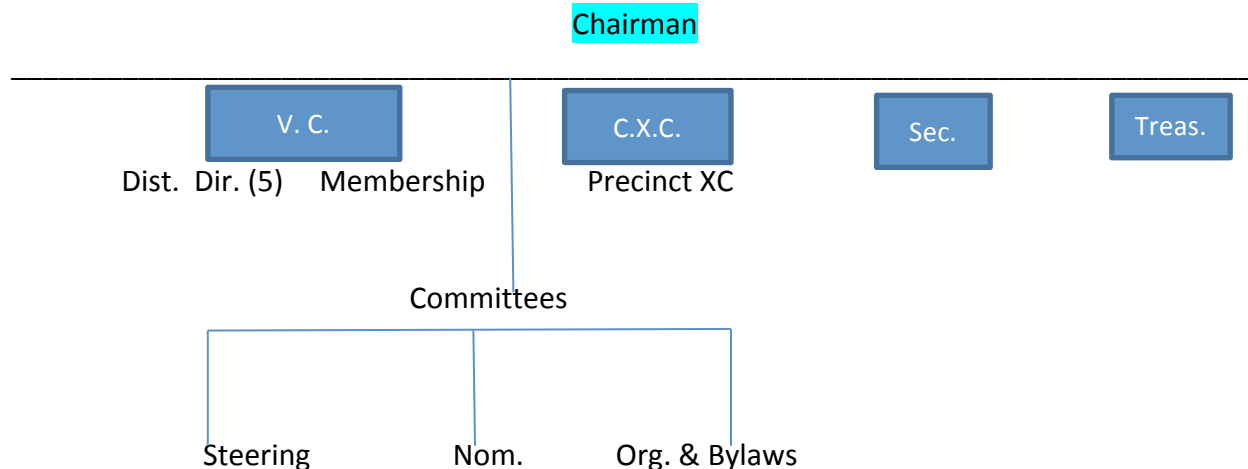 Chairman
V. C. C.X.C. Sec. Treas.
Dist. Dir. (5) Membership Precinct XC
Committees
Steering Nom. Org. & Bylaws